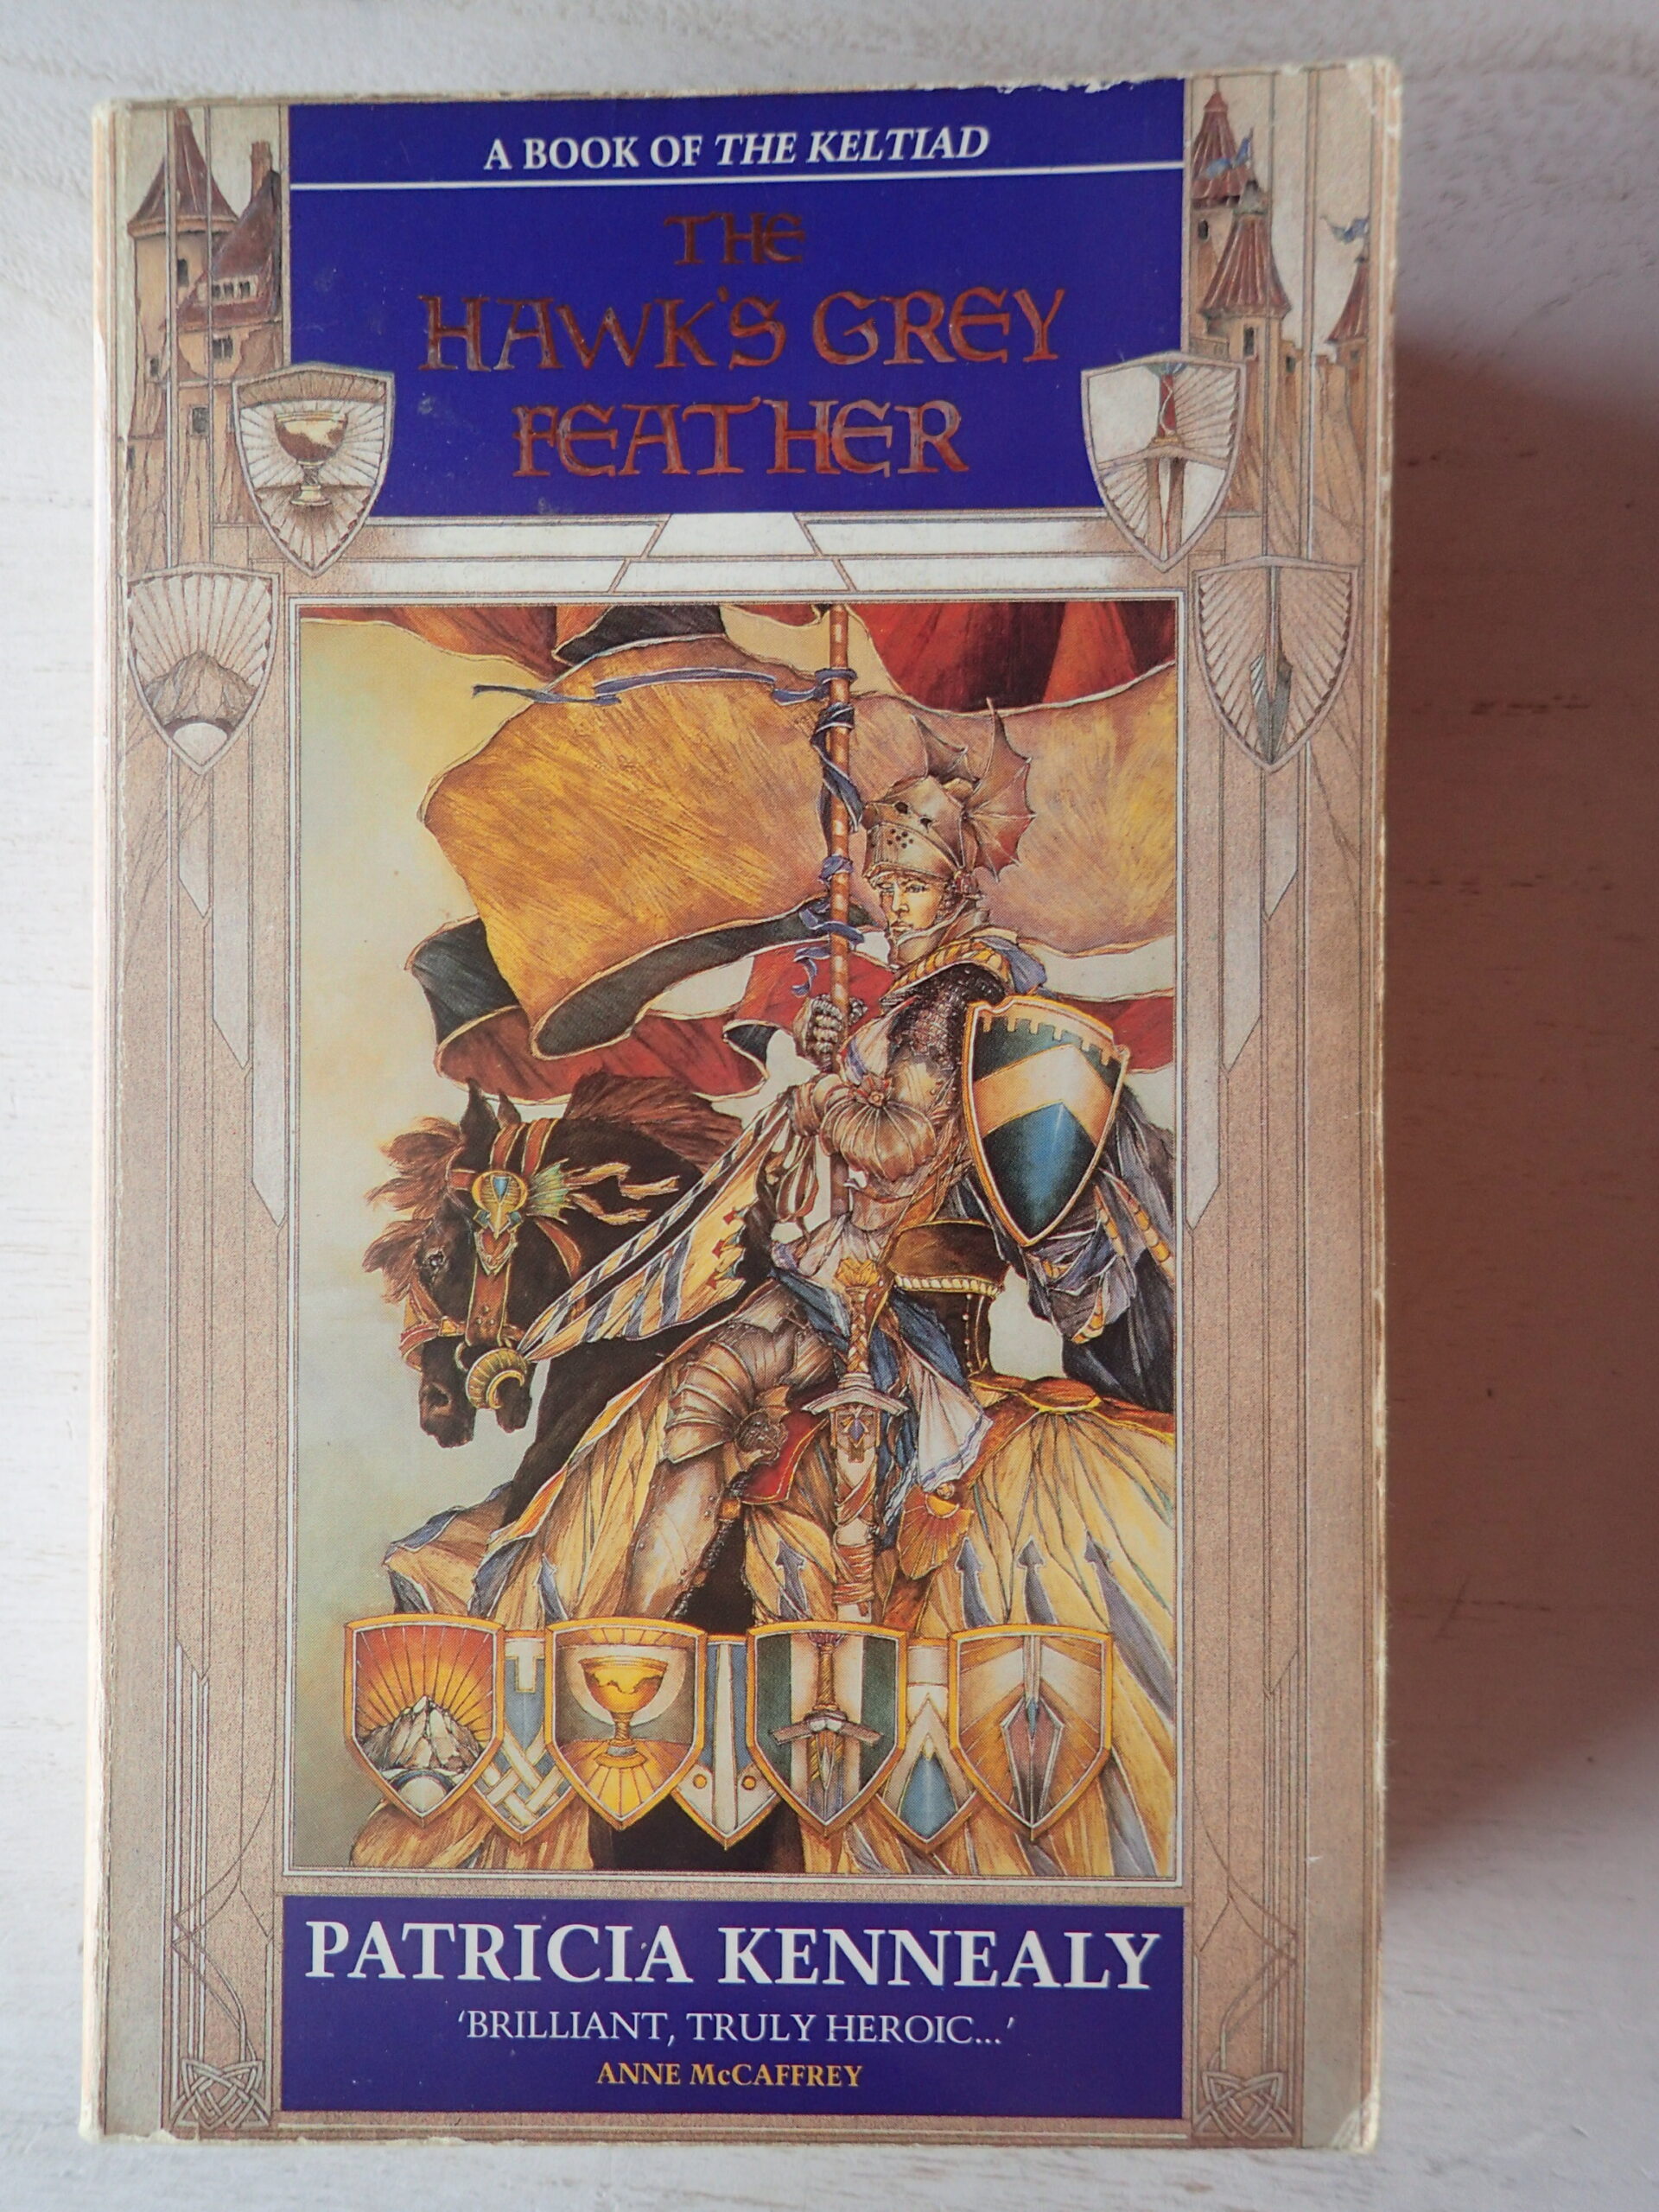 A BOOK OF THE KELTIAD
THE
HAWK'S GREY
FEATHER
PATRICIA KENNEALY
'BRILLIANT, TRULY HEROIC...'
ANNE McCAFFREY